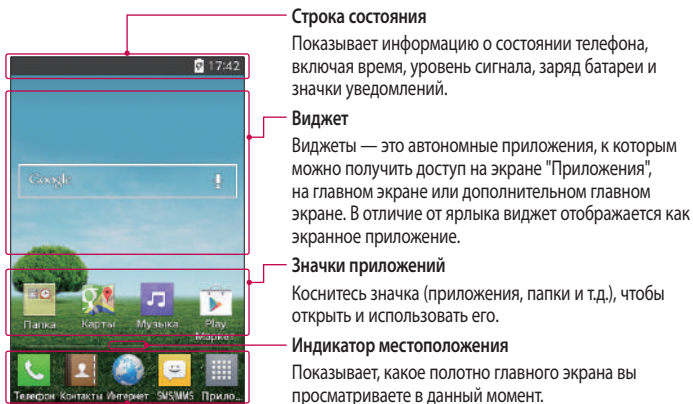 Строка состояния
Показывает информацию о состоянии телефона,
включая время, уровень сигнала, заряд батареи и
значки уведомлений.
17:42
Виджет
Виджеты — это автономные приложения, к которым
можно получить доступ на экране "Приложения",
на главном экране или дополнительном главном
экране. В отличие от ярлыка виджет отображается как
экранное приложение.
Google
Значки приложений
Коснитесь значка (приложения, папки и т.д.), чтобы
открыть и использовать его.
Папка Карты Музыка Play
Маркет
Индикатор местоположения
Показывает, какое полотно главного экрана вы
просматриваете в данный момент.
Телефон Контакты Интернет SMS/MMS Прило...